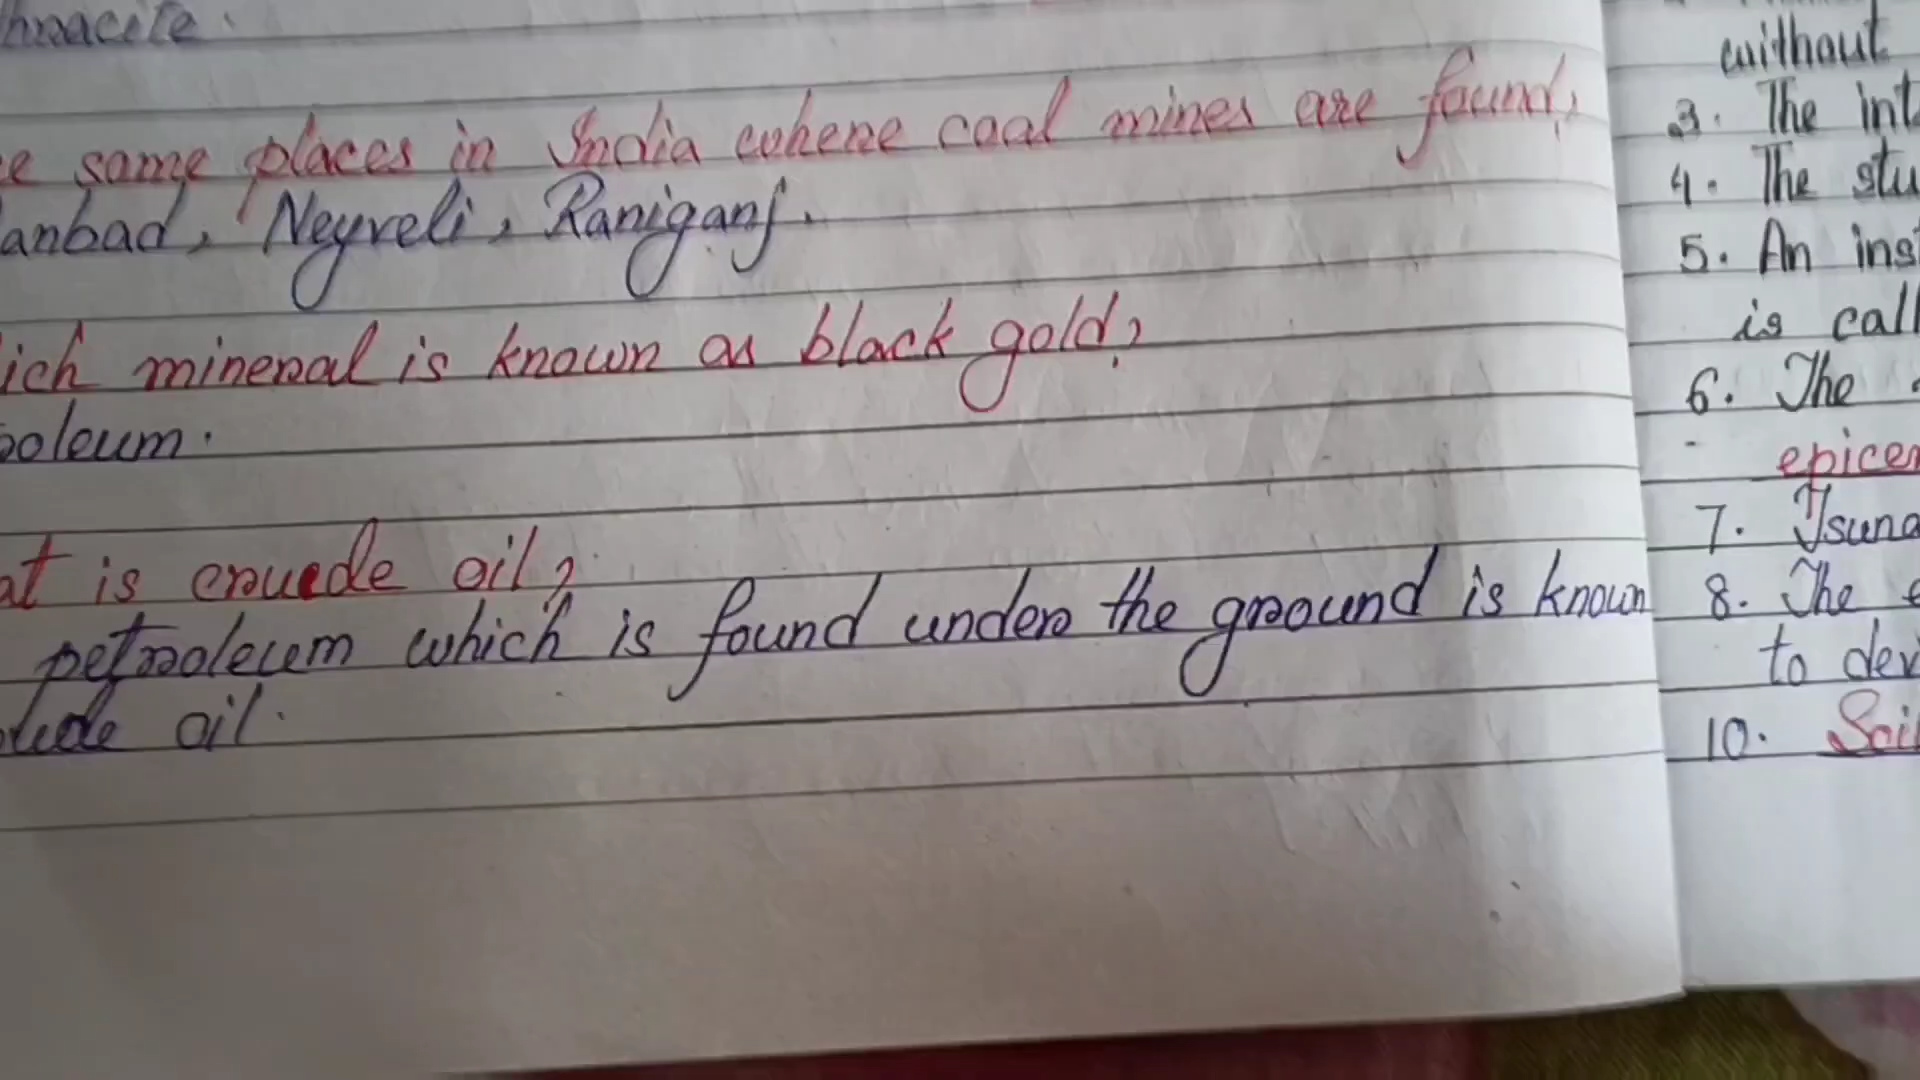 hracite.
e some places in India where coal mines are found?
anbad, Neyveli, Raniganj.
ich mineral is known as black gold?
oleum.
at is cruede oil?
petroleum which is found under the ground is known
oil.
without
3. The int
4. The stu
5. An ins
is call
6. The
epicen
7. Tsuna
8. The e
to dev
10. Soil